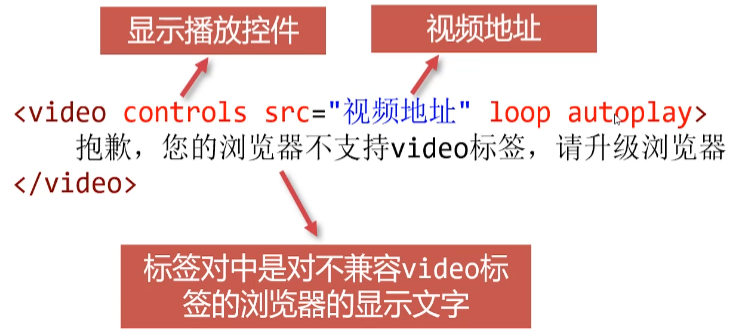 显示播放控件
视频地址
<video controls src="视频地址" loop autoplay>
抱歉，您的浏览器不支持video标签，请升级浏览器
</video>
标签对中是对不兼容video标
签的浏览器的显示文字